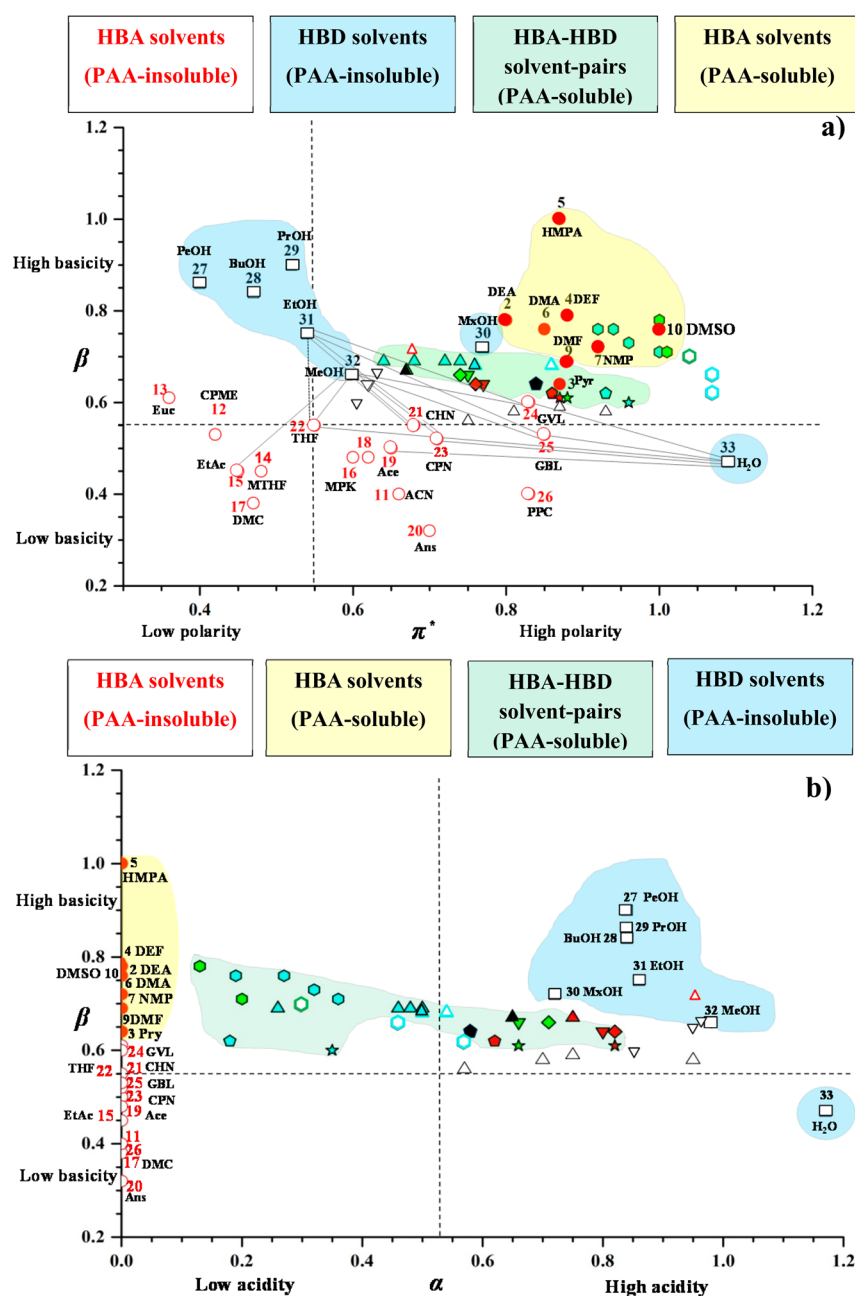 HBA solvents
(PAA-insoluble)
HBD solvents
(PAA-insoluble)
HBA-HBD
solvent-pairs
(PAA-soluble)
HBA solvents
(PAA-soluble)
a)
1.2
1.0
0.8
0.6
0.4
0.2
High basicity
β
Low basicity
5
HMPA
PrOH
29
PeOH
27
BuOH
28
EtOH
31
MxOH
30
DEA
2
DMA
6
4 DEF
10 DMSO
DMF
9
7 NMP
32
MeOH
3 Pyr
13
Euc
CPME
12
22
THF
21
CHN
24
GVL
25
GBL
23
CPN
33
H2O
EtAc
15
14
MTHF
17
DMC
16
MPK
18
19
Ace
11
ACN
20
Ans
26
PPC
0.4
0.6
0.8
1.0
1.2
Low polarity
π*
High polarity
HBA solvents
(PAA-insoluble)
HBA solvents
(PAA-soluble)
HBA-HBD
solvent-pairs
(PAA-soluble)
HBD solvents
(PAA-insoluble)
b)
1.2
1.0
0.8
0.6
0.4
0.2
High basicity
β
Low basicity
5
HMPA
4 DEF
DMSO 10
2 DEA
6 DMA
7 NMP
9DMF
3 Pry
24 GVL
THF 22
21 CHN
25 GBL
CPN
23
EtAc 15
19 Ace
11
26
17 DMC
20
Ans
27 PeOH
29 PrOH
BuOH 28
31 EtOH
30 MxOH
32 MeOH
33
H2O
0.0
0.2
0.4
0.6
0.8
1.0
1.2
Low acidity
α
High acidity